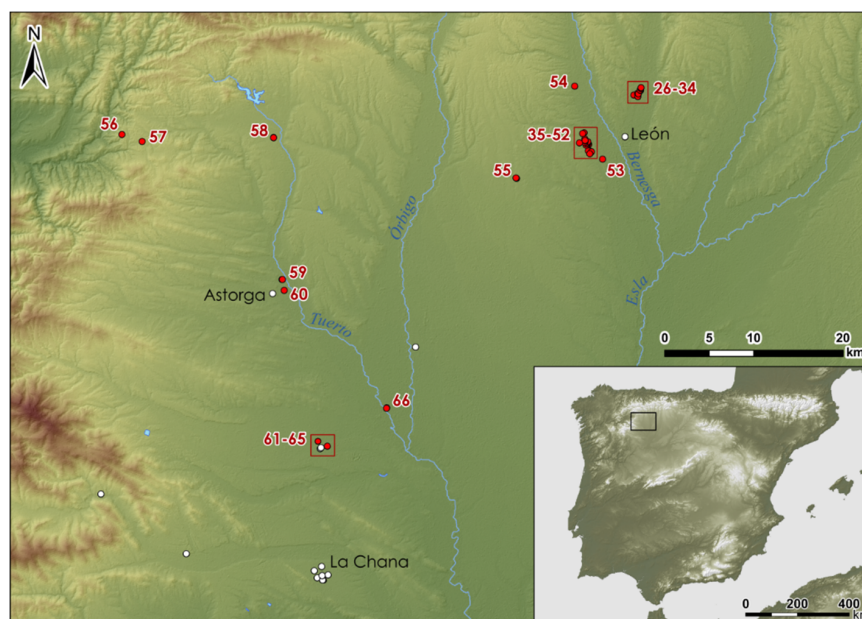 N
54
26-34
56
57
58
35-52
León
53
55
Bernesga
Órbigo
Esla
59
Astorga
60
Tuerto
0 5 10 20
km
66
61-65
La Chana
0 200 400
km